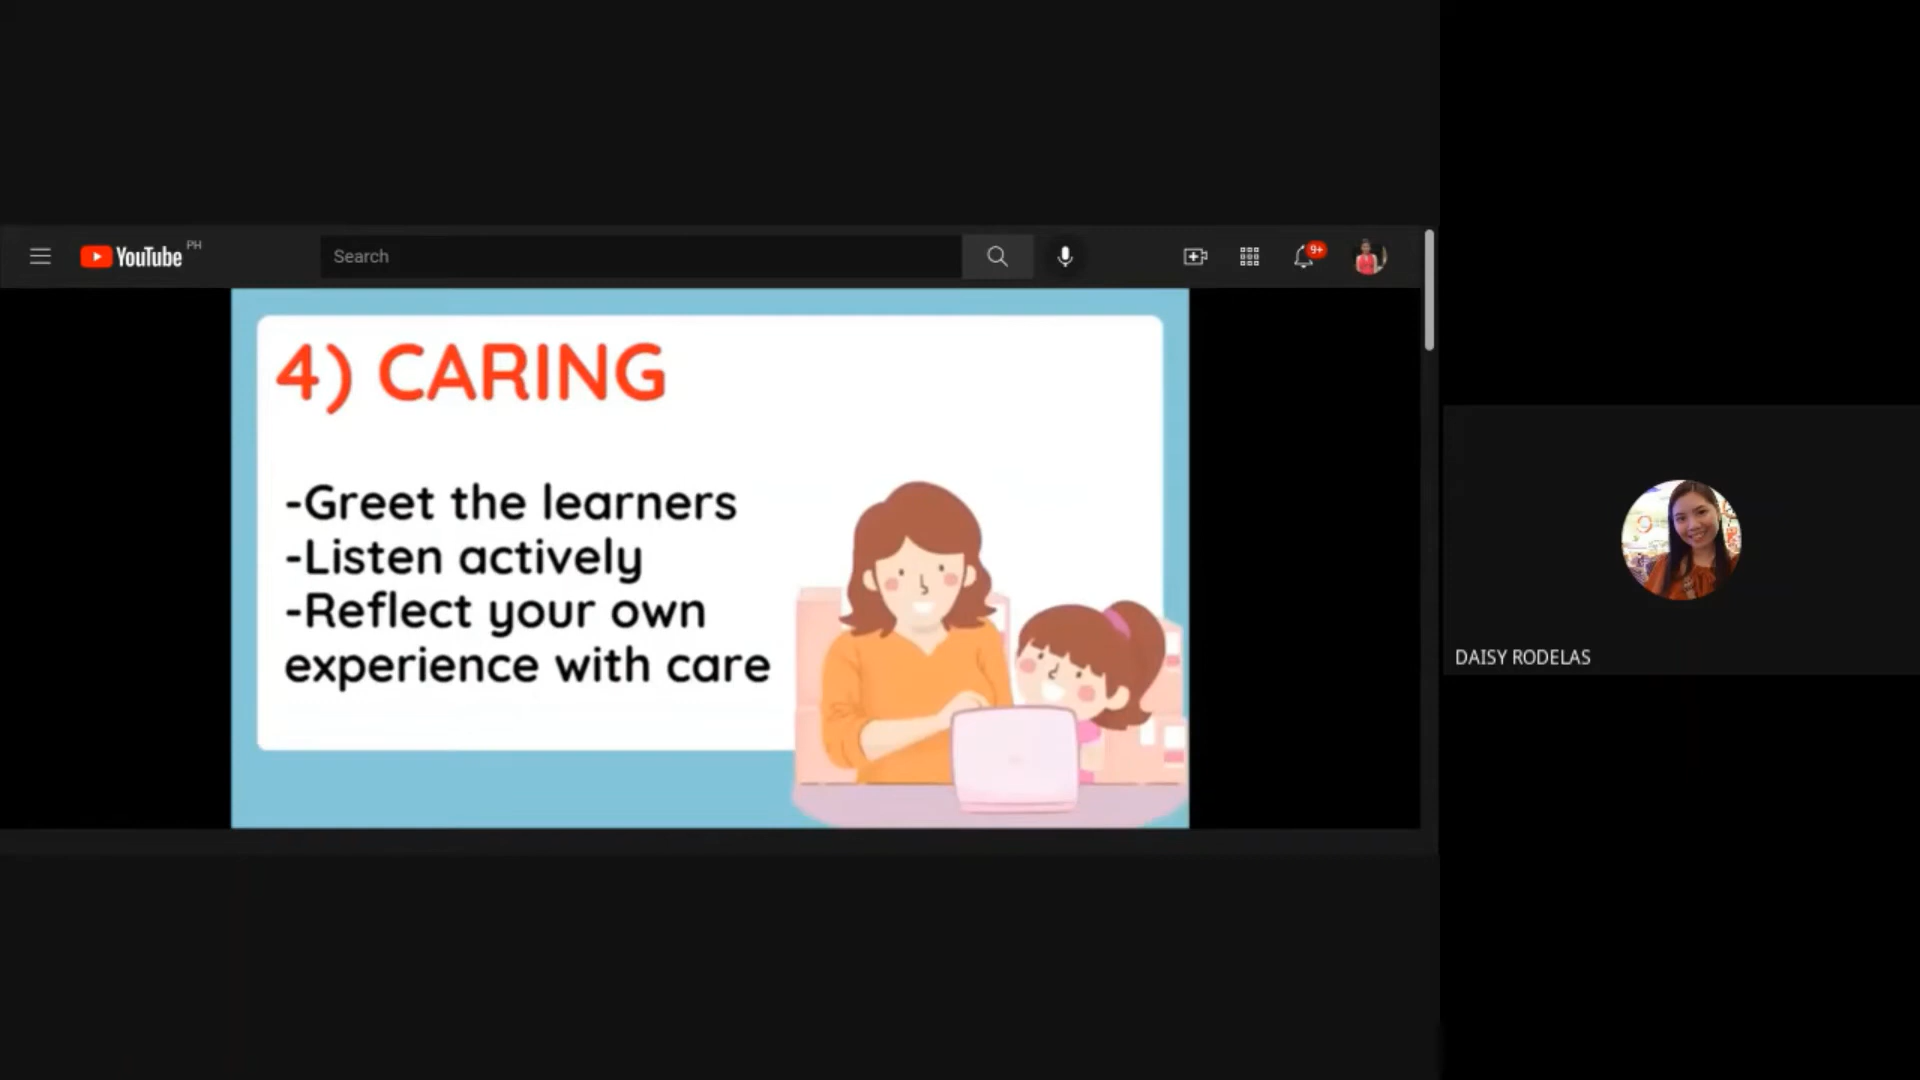 YouTube PH
Search
9+
4) CARING
-Greet the learners
-Listen actively
-Reflect your own
experience with care
DAISY RODELAS